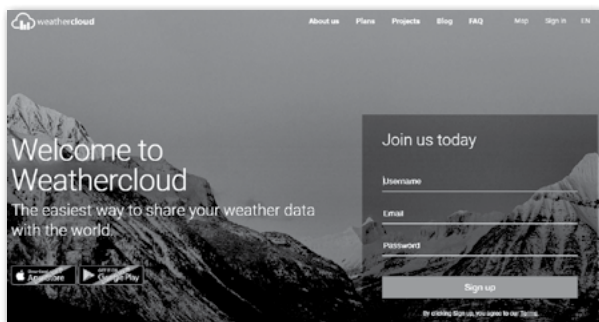 weathercloud
About us Plans Projects Blog FAQ Map Sign in EN
Welcome to
Weathercloud
The easiest way to share your weather data
with the world.
App Store
Google Play
Join us today
Username
Email
Password
Sign up
By clicking Sign up, you agree to our Terms.